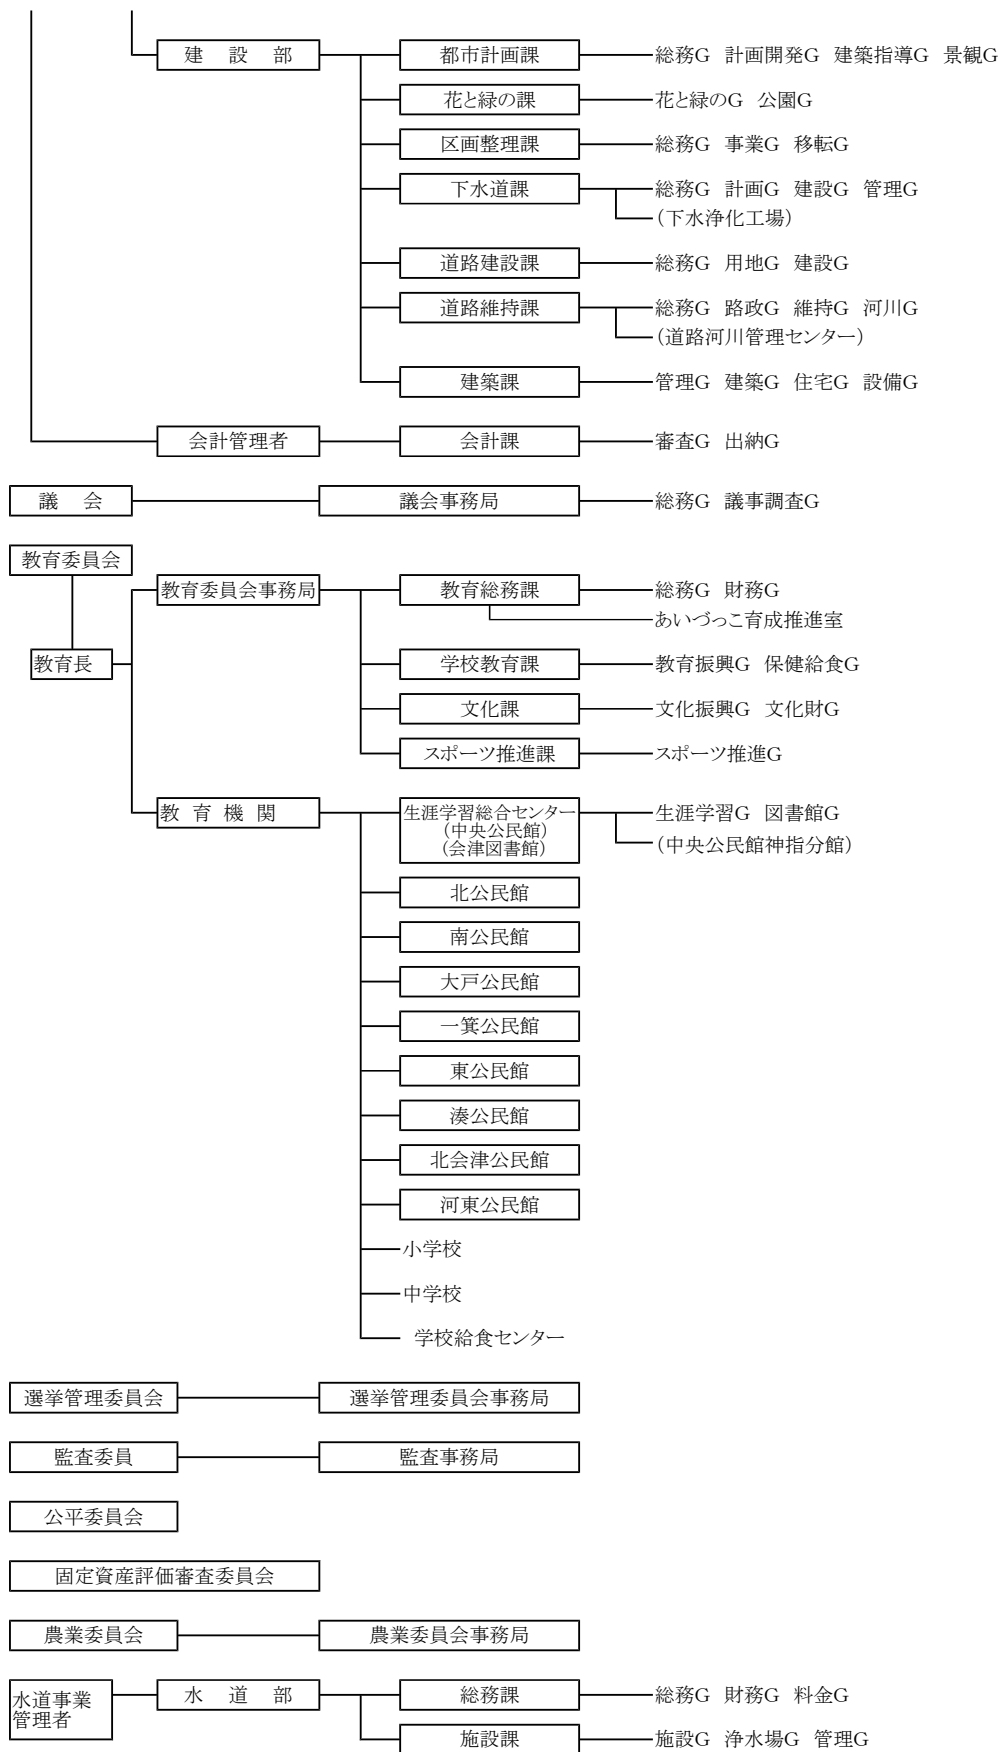 建設部 都市計画課 総務G 計画開発G 建築指導G 景観G
花と緑の課 花と緑のG 公園G
区画整理課 総務G 事業G 移転G
下水道課 総務G 計画G 建設G 管理G
(下水浄化工場)
道路建設課 総務G 用地G 建設G
道路維持課 総務G 路政G 維持G 河川G
(道路河川管理センター)
建築課 管理G 建築G 住宅G 設備G
会計管理者 会計課 審査G 出納G
議会 議会事務局 総務G 議事調査G
教育委員会
教育委員会事務局 教育総務課 総務G 財務G
あいづっこ育成推進室
教育長 学校教育課 教育振興G 保健給食G
文化課 文化振興G 文化財G
スポーツ推進課 スポーツ推進G
教育機関 生涯学習総合センター 生涯学習G 図書館G
(中央公民館)
(会津図書館) (中央公民館神指分館)
北公民館
南公民館
大戸公民館
一箕公民館
東公民館
湊公民館
北会津公民館
河東公民館
小学校
中学校
学校給食センター
選挙管理委員会 選挙管理委員会事務局
監査委員 監査事務局
公平委員会
固定資産評価審査委員会
農業委員会 農業委員会事務局
水道事業
管理者 水道部 総務課 総務G 財務G 料金G
施設課 施設G 浄水場G 管理G